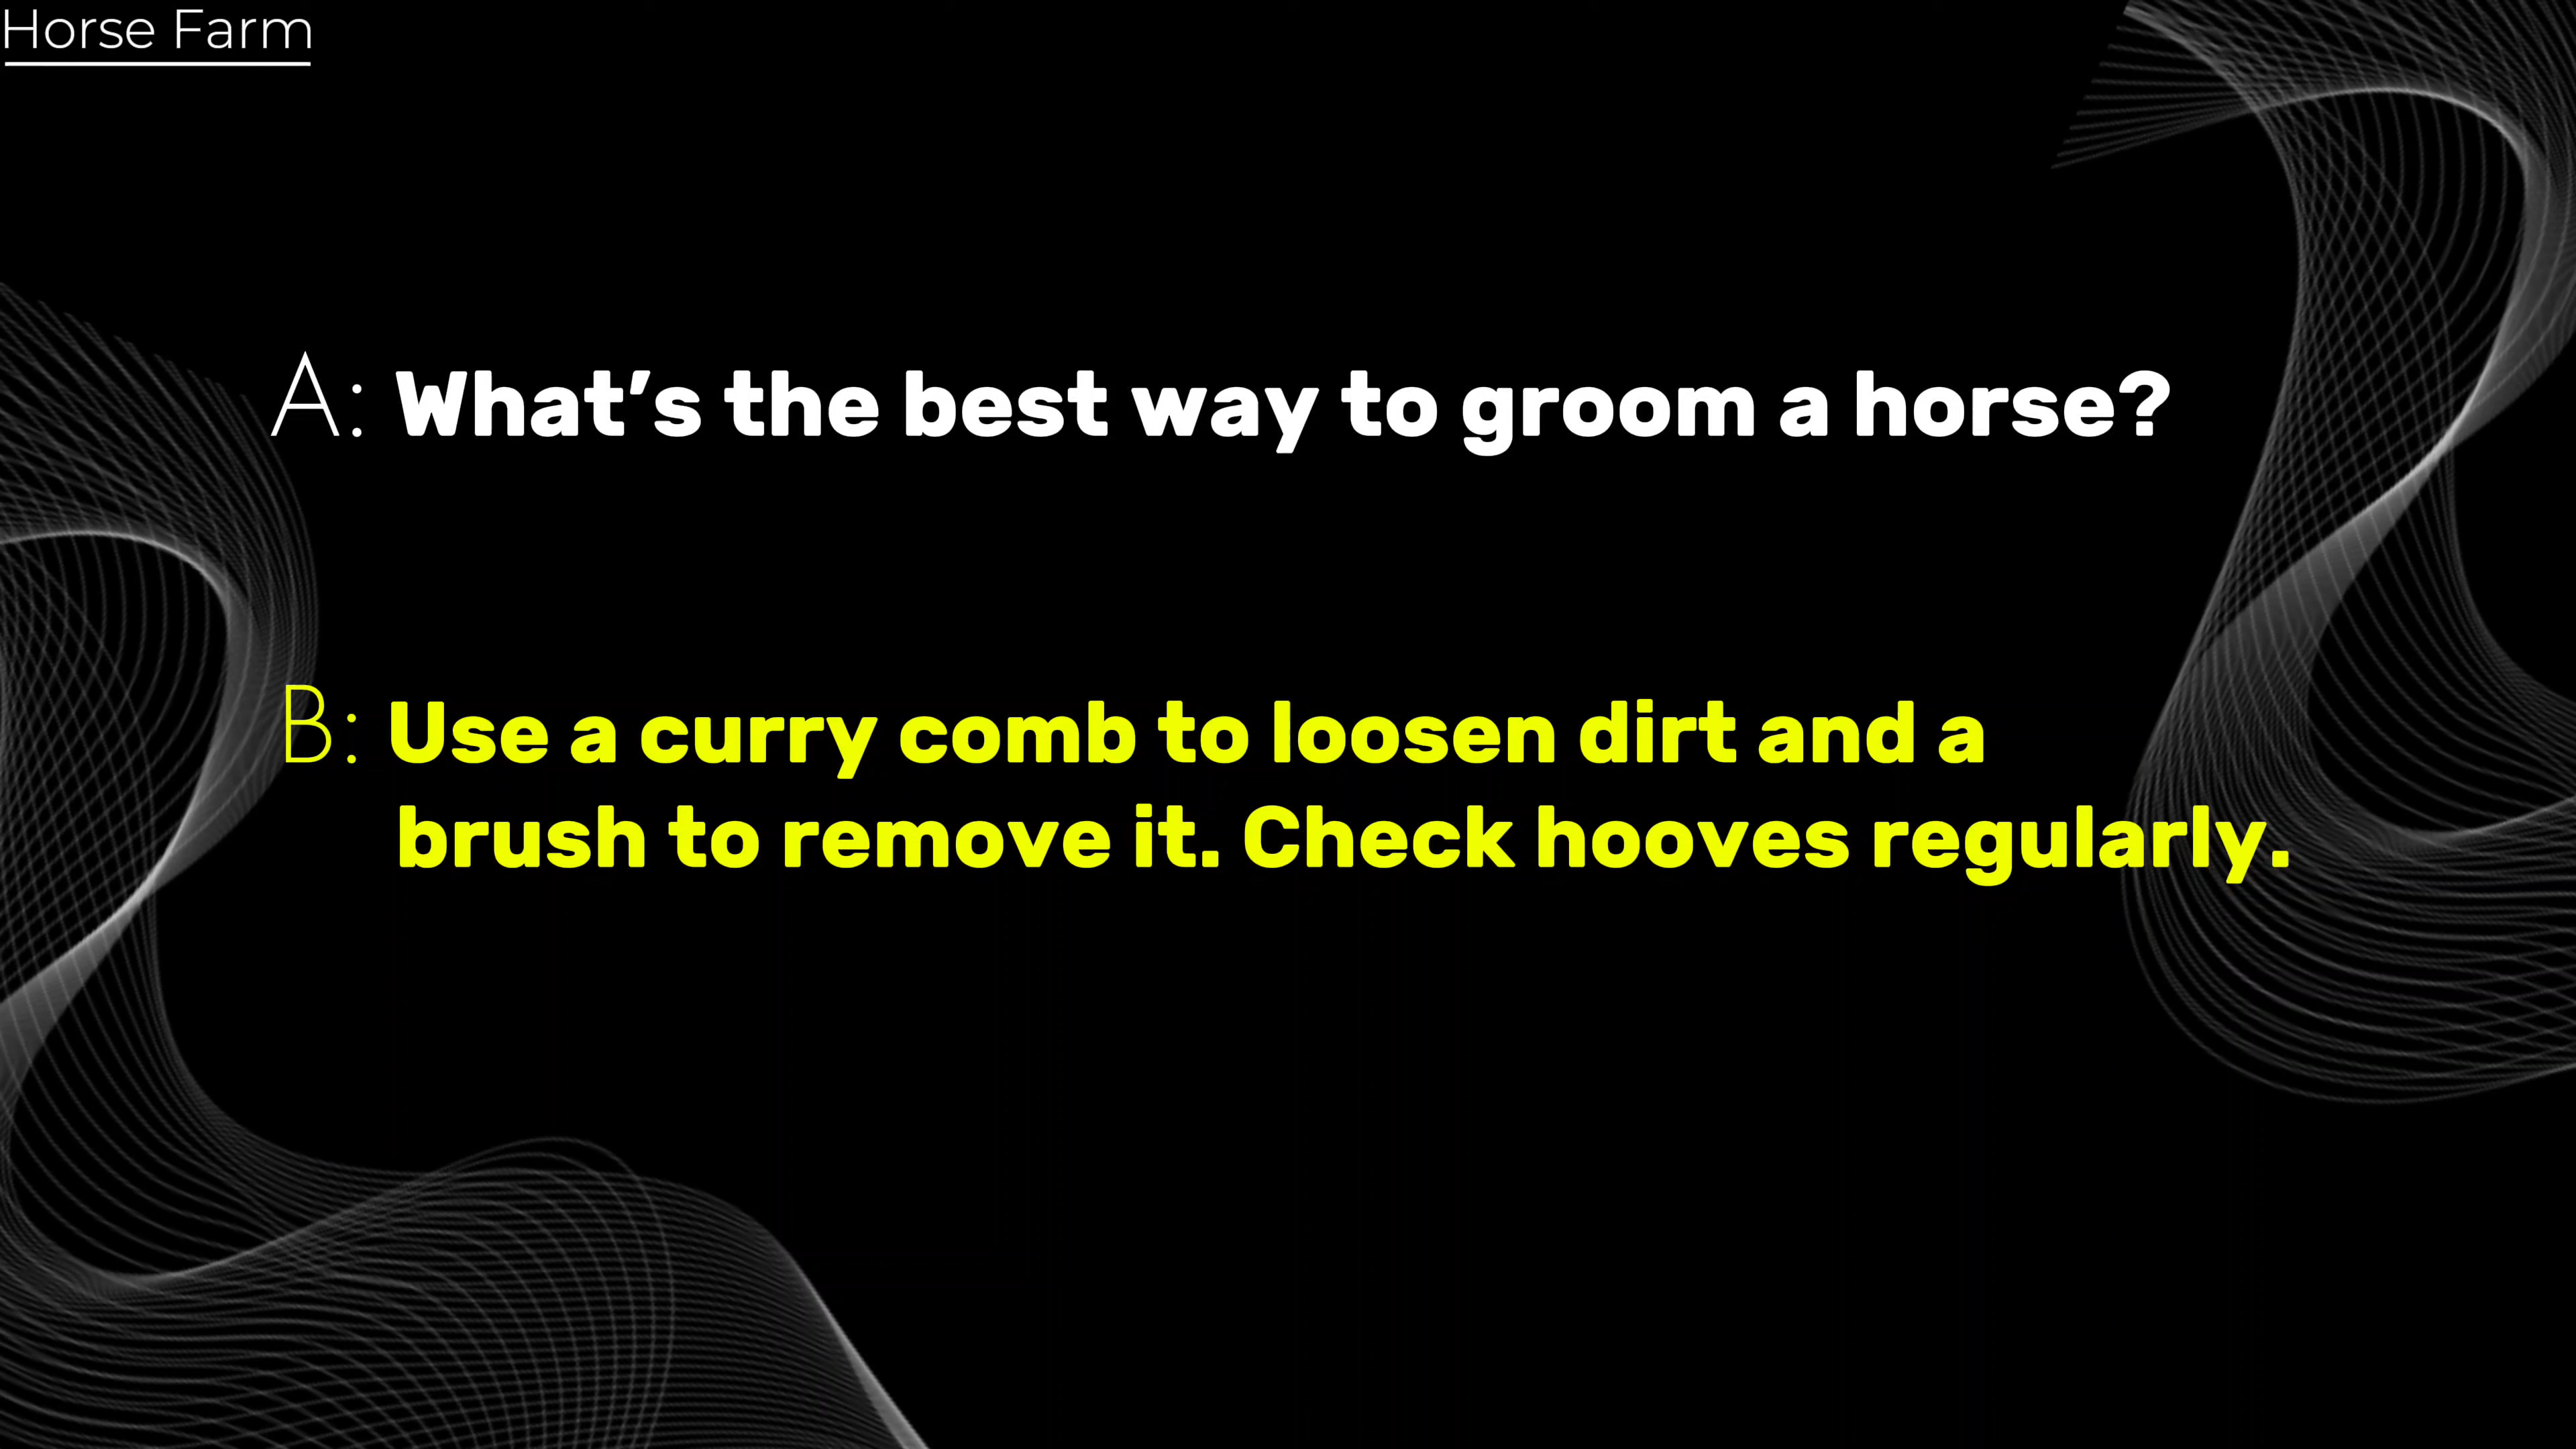 Horse Farm
A: What’s the best way to groom a horse?
B: Use a curry comb to loosen dirt and a
brush to remove it. Check hooves regularly.